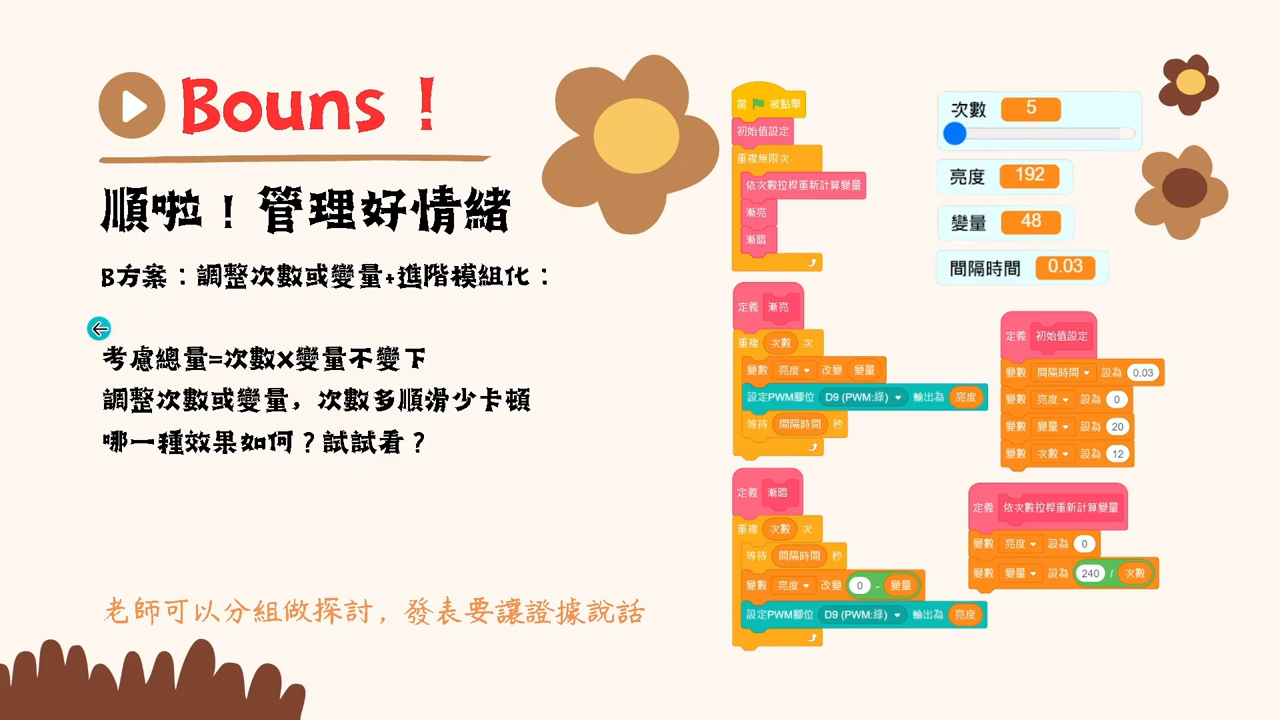 Bouns！
順啦！管理好情緒
B方案：調整次數或變量+進階模組化：
考慮總量=次數X變量不變下
調整次數或變量，次數多順滑少卡頓
哪一種效果如何？試試看？
老師可以分組做探討，發表要讓證據說話
當 被點擊
初始值設定
重複無限次
依次數拉桿重新計算變量
漸亮
漸暗
定義 漸亮
重複 次數 次
變數 亮度 改變 變量
設定PWM腳位 D9 (PWM:綠) 輸出為 亮度
等待 間隔時間 秒
定義 漸暗
重複 次數 次
等待 間隔時間 秒
變數 亮度 改變 0 - 變量
設定PWM腳位 D9 (PWM:綠) 輸出為 亮度
次數 5
亮度 192
變量 48
間隔時間 0.03
定義 初始值設定
變數 間隔時間 設為 0.03
變數 亮度 設為 0
變數 變量 設為 20
變數 次數 設為 12
定義 依次數拉桿重新計算變量
變數 亮度 設為 0
變數 變量 設為 240 / 次數